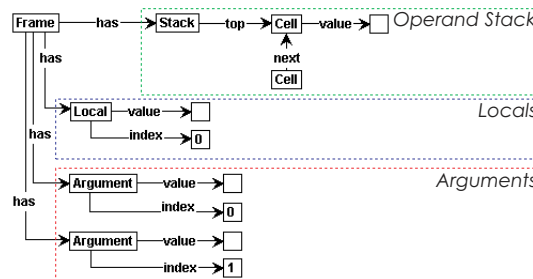 Frame has Stack top Cell value Operand Stack
has next
Cell
Local value Locals
has index 0
Argument value Arguments
has index 0
Argument value
index 1